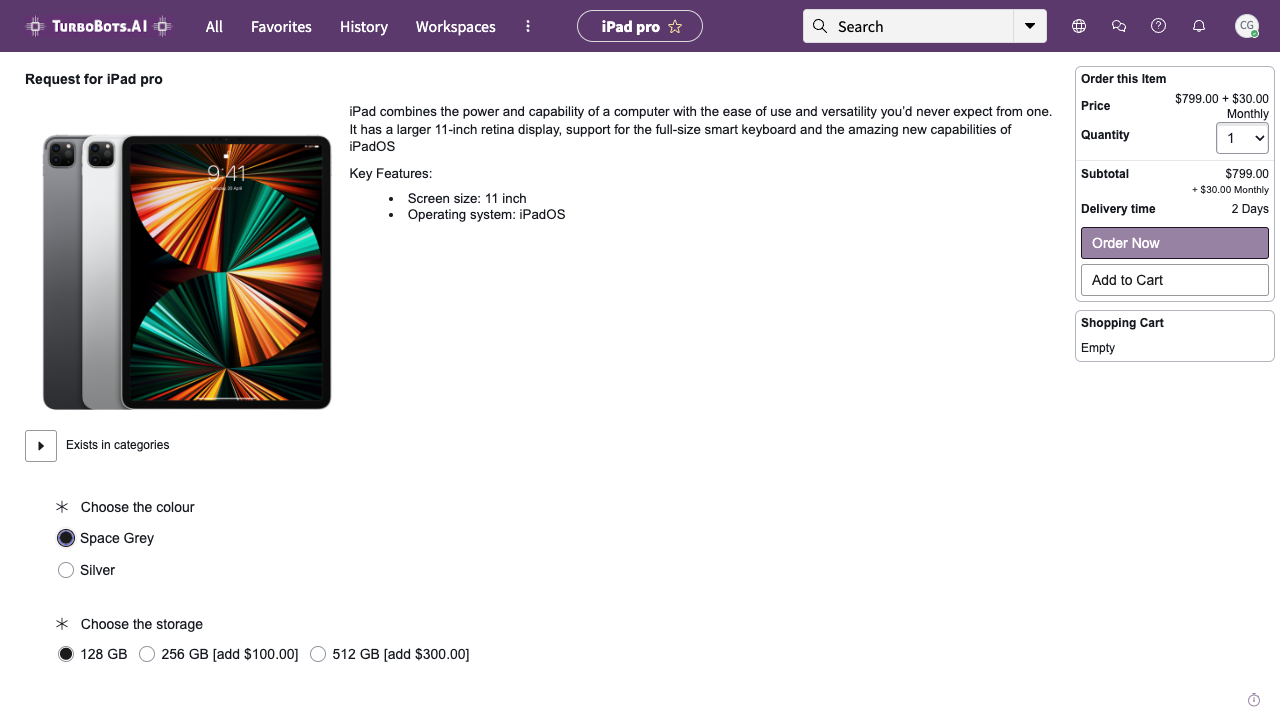 TurboBots.AI
All
Favorites
History
Workspaces
iPad pro
Search
CG
Request for iPad pro
iPad combines the power and capability of a computer with the ease of use and versatility you'd never expect from one.
It has a larger 11-inch retina display, support for the full-size smart keyboard and the amazing new capabilities of
iPadOS
Key Features:
Screen size: 11 inch
Operating system: iPadOS
9:41
Order this Item
Price
$799.00 + $30.00
Monthly
Quantity
1
Subtotal
$799.00
+ $30.00 Monthly
Delivery time
2 Days
Order Now
Add to Cart
Shopping Cart
Empty
Exists in categories
Choose the colour
Space Grey
Silver
Choose the storage
128 GB
256 GB [add $100.00]
512 GB [add $300.00]